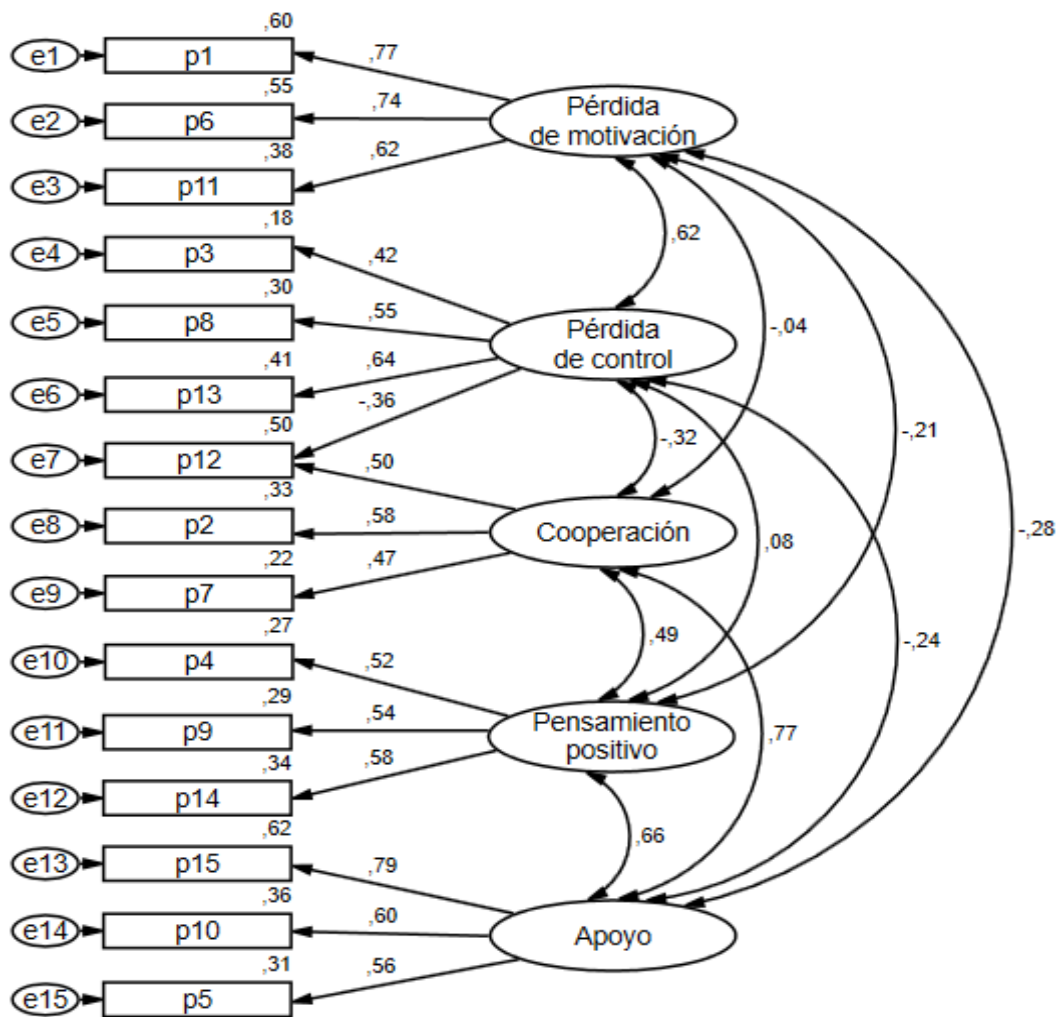 ,60
e1
p1
,77
,55
e2
p6
,74
Pérdida
de motivación
,38
e3
p11
,62
,18
e4
p3
,42
,62
,30
e5
p8
,55
Pérdida
de control
-,04
,41
e6
p13
,64
-,36
,50
e7
p12
-,32
-,21
,50
,33
e8
p2
,58
Cooperación
,08
-,28
,22
e9
p7
,47
,27
e10
p4
,52
,49
-,24
,29
e11
p9
,54
Pensamiento
positivo
,77
,34
e12
p14
,58
,62
e13
p15
,79
,66
,36
e14
p10
,60
Apoyo
,31
e15
p5
,56